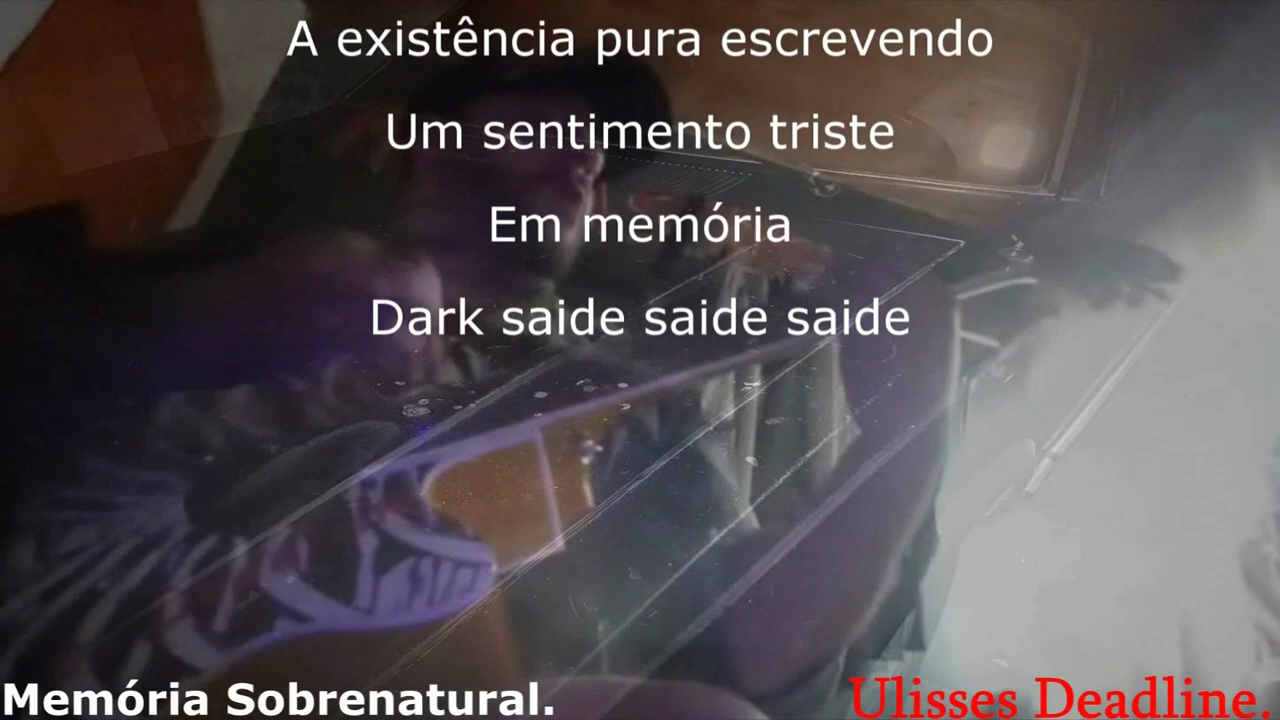 A existência pura escrevendo
Um sentimento triste
Em memória
Dark saide saide saide
Memória Sobrenatural.
Ulisses Deadline.